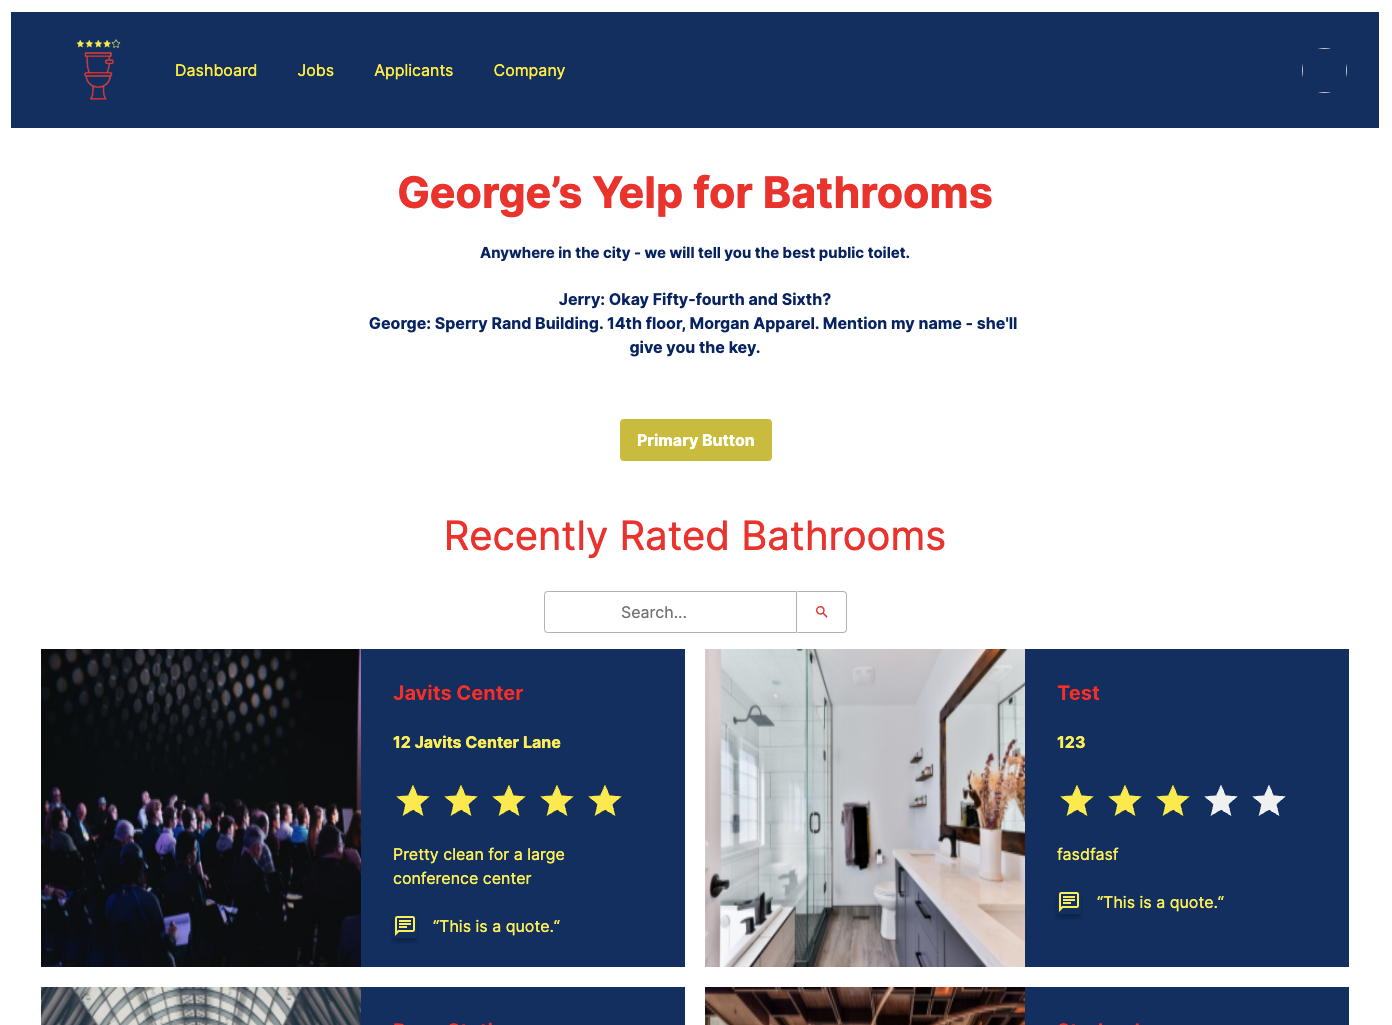 Dashboard Jobs Applicants Company
George’s Yelp for Bathrooms
Anywhere in the city - we will tell you the best public toilet.
Jerry: Okay Fifty-fourth and Sixth?
George: Sperry Rand Building. 14th floor, Morgan Apparel. Mention my name - she'll
give you the key.
Primary Button
Recently Rated Bathrooms
Search...
Javits Center
12 Javits Center Lane
Pretty clean for a large
conference center
“This is a quote.“
Test
123
fasdfasf
“This is a quote.“